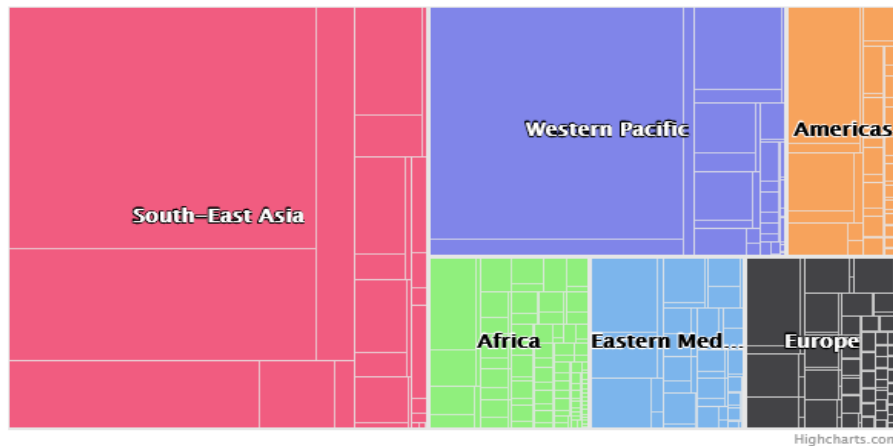 Western Pacific
Americas
South-East Asia
Africa
Eastern Med...
Europe
Highcharts.com